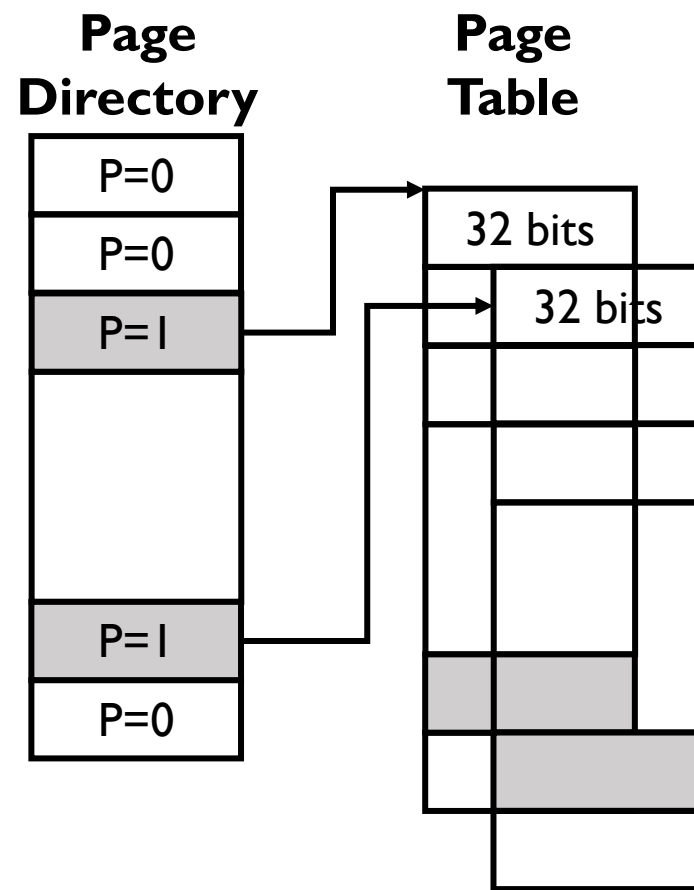 Page
Directory
Page
Table
P=0
P=0
P=1
P=1
P=0
32 bits
32 bits